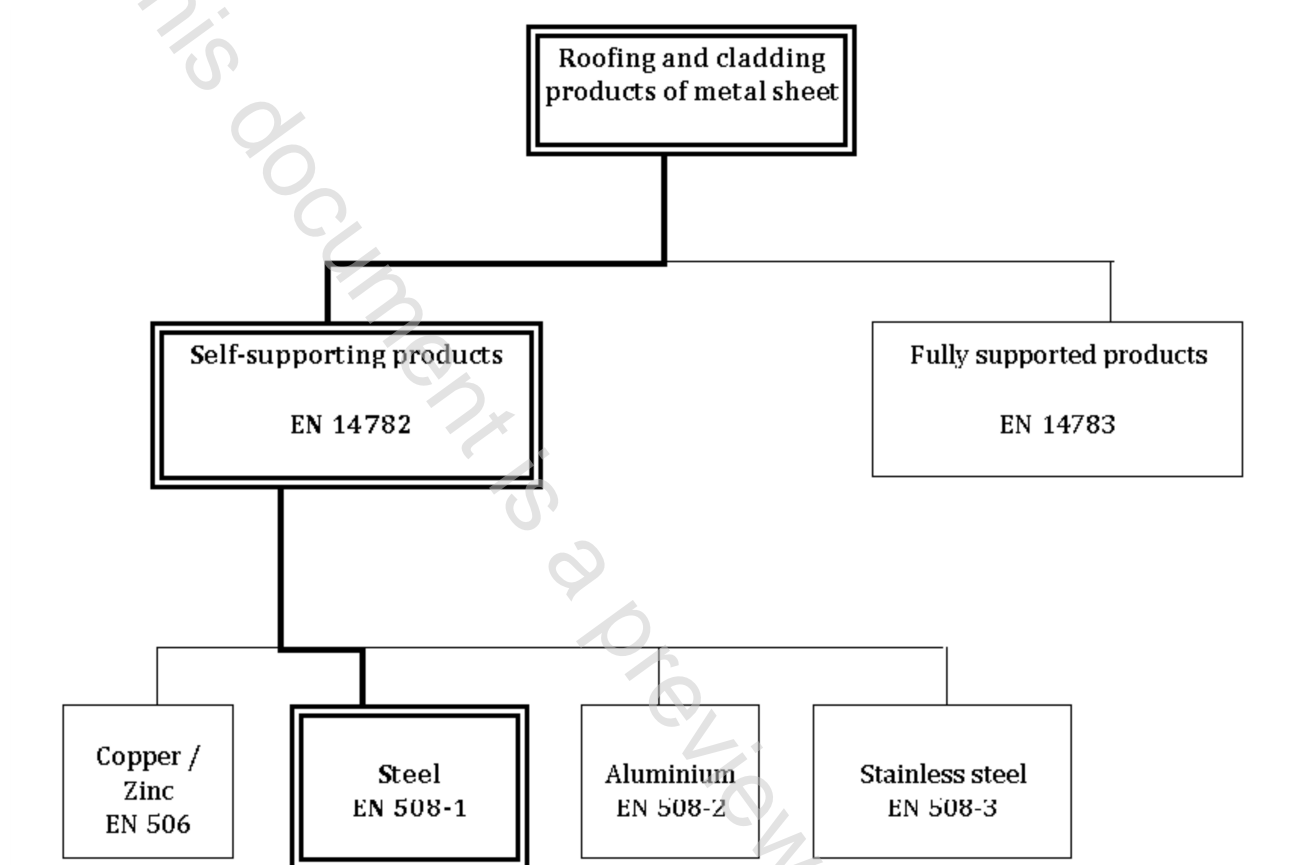 Roofing and cladding
products of metal sheet
Self-supporting products
EN 14782
Fully supported products
EN 14783
Copper /
Zinc
EN 506
Steel
EN 508-1
Aluminium
EN 508-2
Stainless steel
EN 508-3
his document is a preview